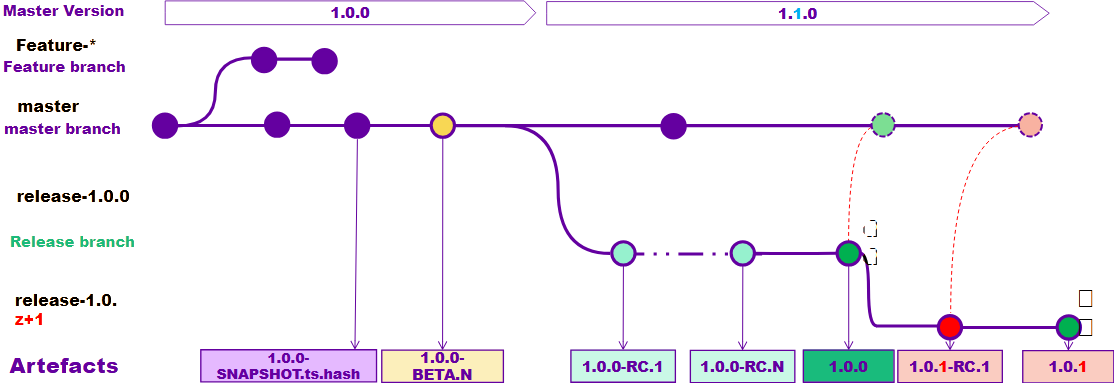 Master Version
1.0.0
1.1.0
Feature-*
Feature branch
master
master branch
release-1.0.0
Release branch
release-1.0.
z+1
Artefacts
1.0.0-
SNAPSHOT.ts.hash
1.0.0-
BETA.N
1.0.0-RC.1
1.0.0-RC.N
1.0.0
1.0.1-RC.1
1.0.1